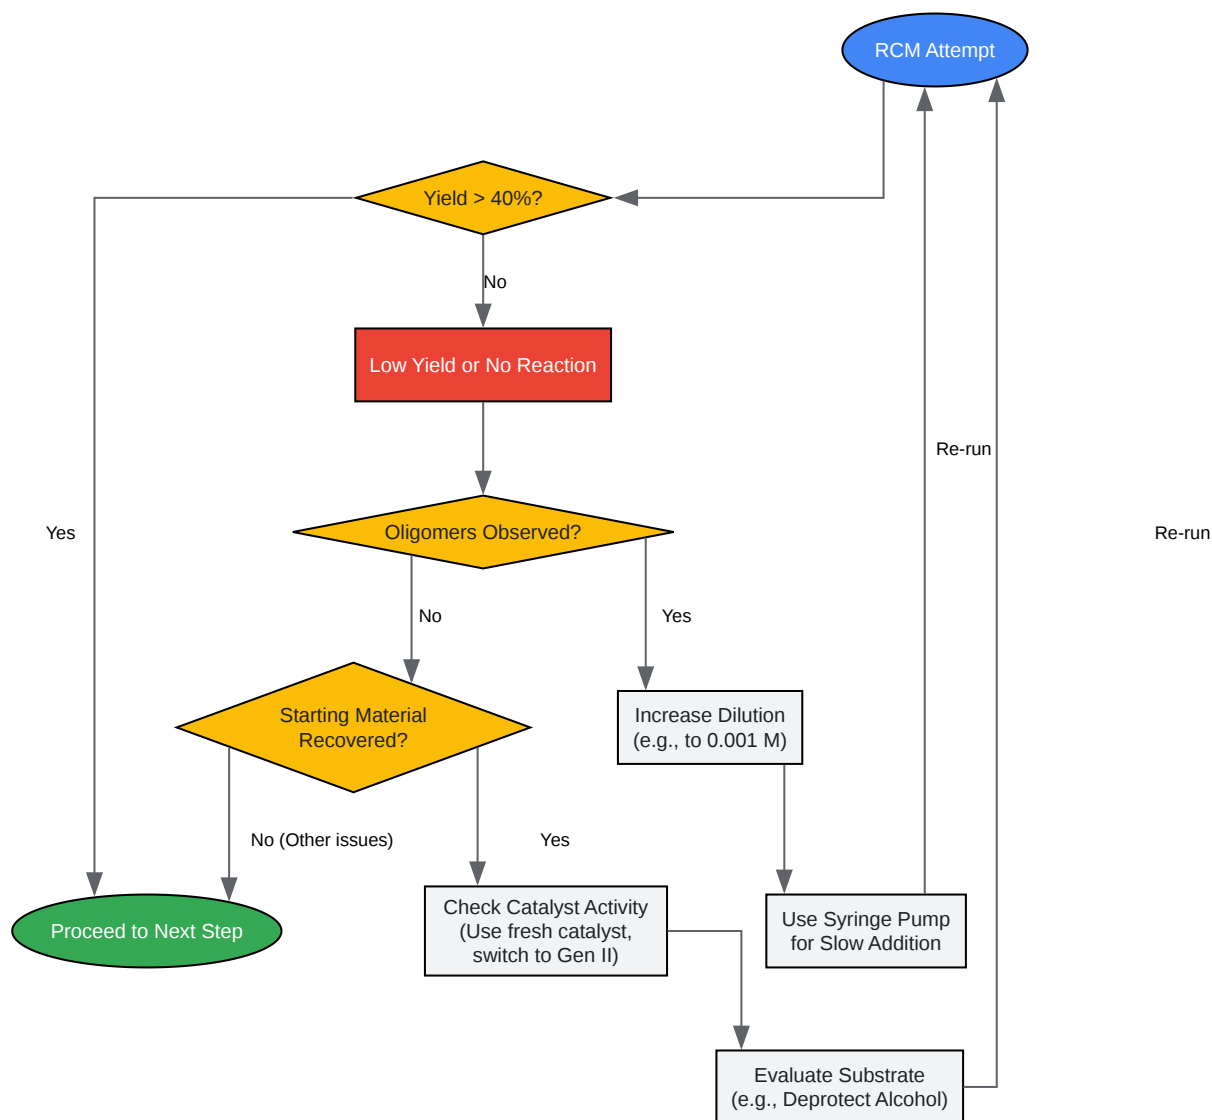 RCM Attempt
Yield > 40%?
No
Low Yield or No Reaction
Re-run
Yes
Oligomers Observed?
Re-run
No
Yes
Starting Material
Recovered?
Increase Dilution
(e.g., to 0.001 M)
No (Other issues)
Yes
Proceed to Next Step
Check Catalyst Activity
(Use fresh catalyst,
switch to Gen II)
Use Syringe Pump
for Slow Addition
Evaluate Substrate
(e.g., Deprotect Alcohol)